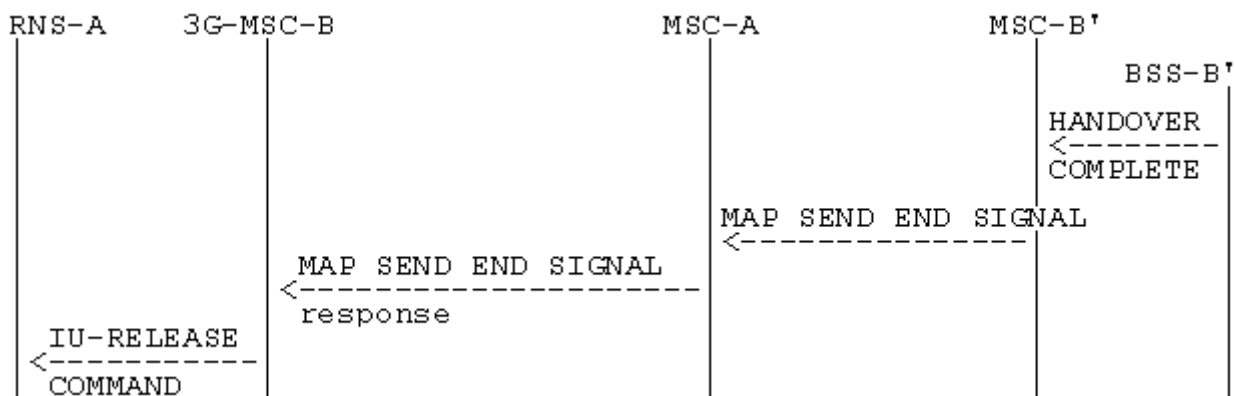 RNS-A 3G-MSC-B MSC-A MSC-B'
BSS-B'
HANDOVER
COMPLETE
MAP SEND END SIGNAL
MAP SEND END SIGNAL
response
IU-RELEASE
COMMAND